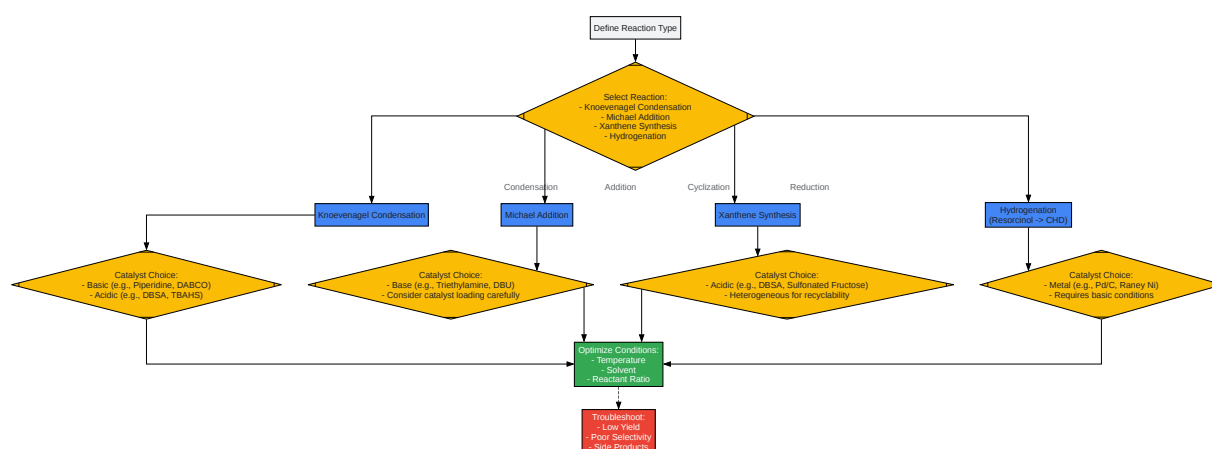 Define Reaction Type
Select Reaction:
- Knoevenagel Condensation
- Michael Addition
- Xanthene Synthesis
- Hydrogenation
Condensation
Addition
Cyclization
Reduction
Knoevenagel Condensation
Michael Addition
Xanthene Synthesis
Hydrogenation
(Resorcinol -> CHD)
Catalyst Choice:
- Basic (e.g., Piperidine, DABCO)
- Acidic (e.g., DBSA, TBAHS)
Catalyst Choice:
- Base (e.g., Triethylamine, DBU)
- Consider catalyst loading carefully
Catalyst Choice:
- Acidic (e.g., DBSA, Sulfonated Fructose)
- Heterogeneous for recyclability
Catalyst Choice:
- Metal (e.g., Pd/C, Raney Ni)
- Requires basic conditions
Optimize Conditions:
- Temperature
- Solvent
- Reactant Ratio
Troubleshoot:
- Low Yield
- Poor Selectivity
- Side Products